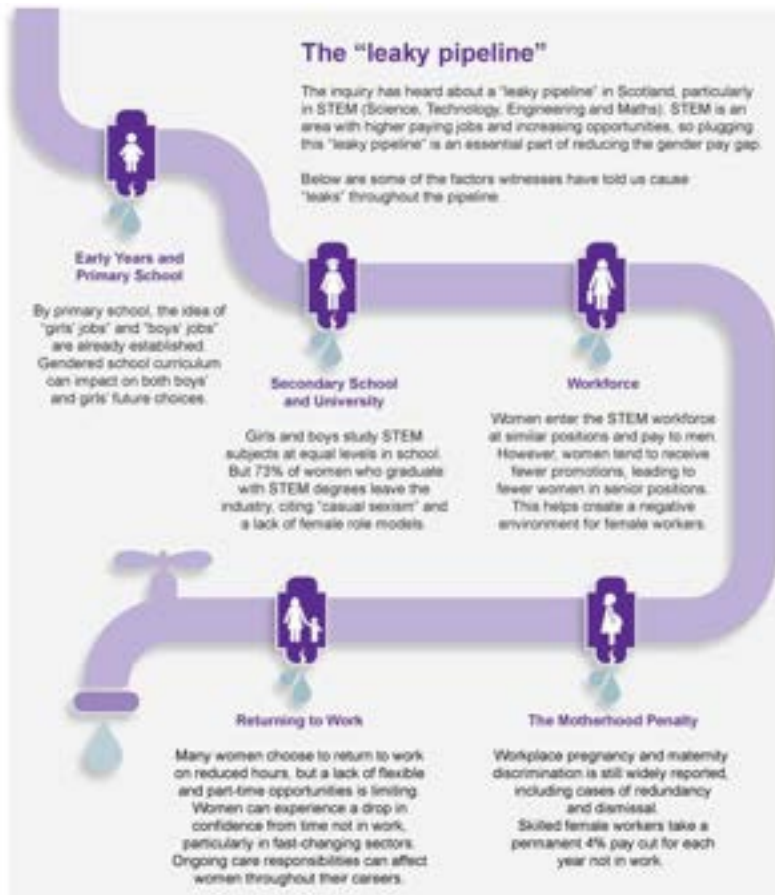 The "leaky pipeline"
The inquiry has heard about a "leaky pipeline" in Scotland, particularly
in STEM (Science, Technology, Engineering and Maths). STEM is an
area with higher paying jobs and increasing opportunities, so plugging
this "leaky pipeline" is an essential part of reducing the gender pay gap.
Below are some of the factors witnesses have told us cause
"leaks" throughout the pipeline.
Early Years and
Primary School
By primary school, the idea of
"girls' jobs" and "boys' jobs"
are already established.
Gendered school curriculum
can impact on both boys'
and girls' future choices.
Secondary School
and University
Girls and boys study STEM
subjects at equal levels in school.
But 73% of women who graduate
with STEM degrees leave the
industry, citing "casual sexism" and
a lack of female role models.
Workforce
Women enter the STEM workforce
at similar positions and pay to men.
However, women tend to receive
fewer promotions, leading to
fewer women in senior positions.
This helps create a negative
environment for female workers.
Returning to Work
Many women choose to return to work
on reduced hours, but a lack of flexible
and part-time opportunities is limiting.
Women can experience a drop in
confidence from time not in work,
particularly in fast-changing sectors.
Ongoing care responsibilities can affect
women throughout their careers.
The Motherhood Penalty
Workplace pregnancy and maternity
discrimination is still widely reported,
including cases of redundancy
and dismissal.
Skilled female workers take a
permanent 4% pay cut for each
year not in work.